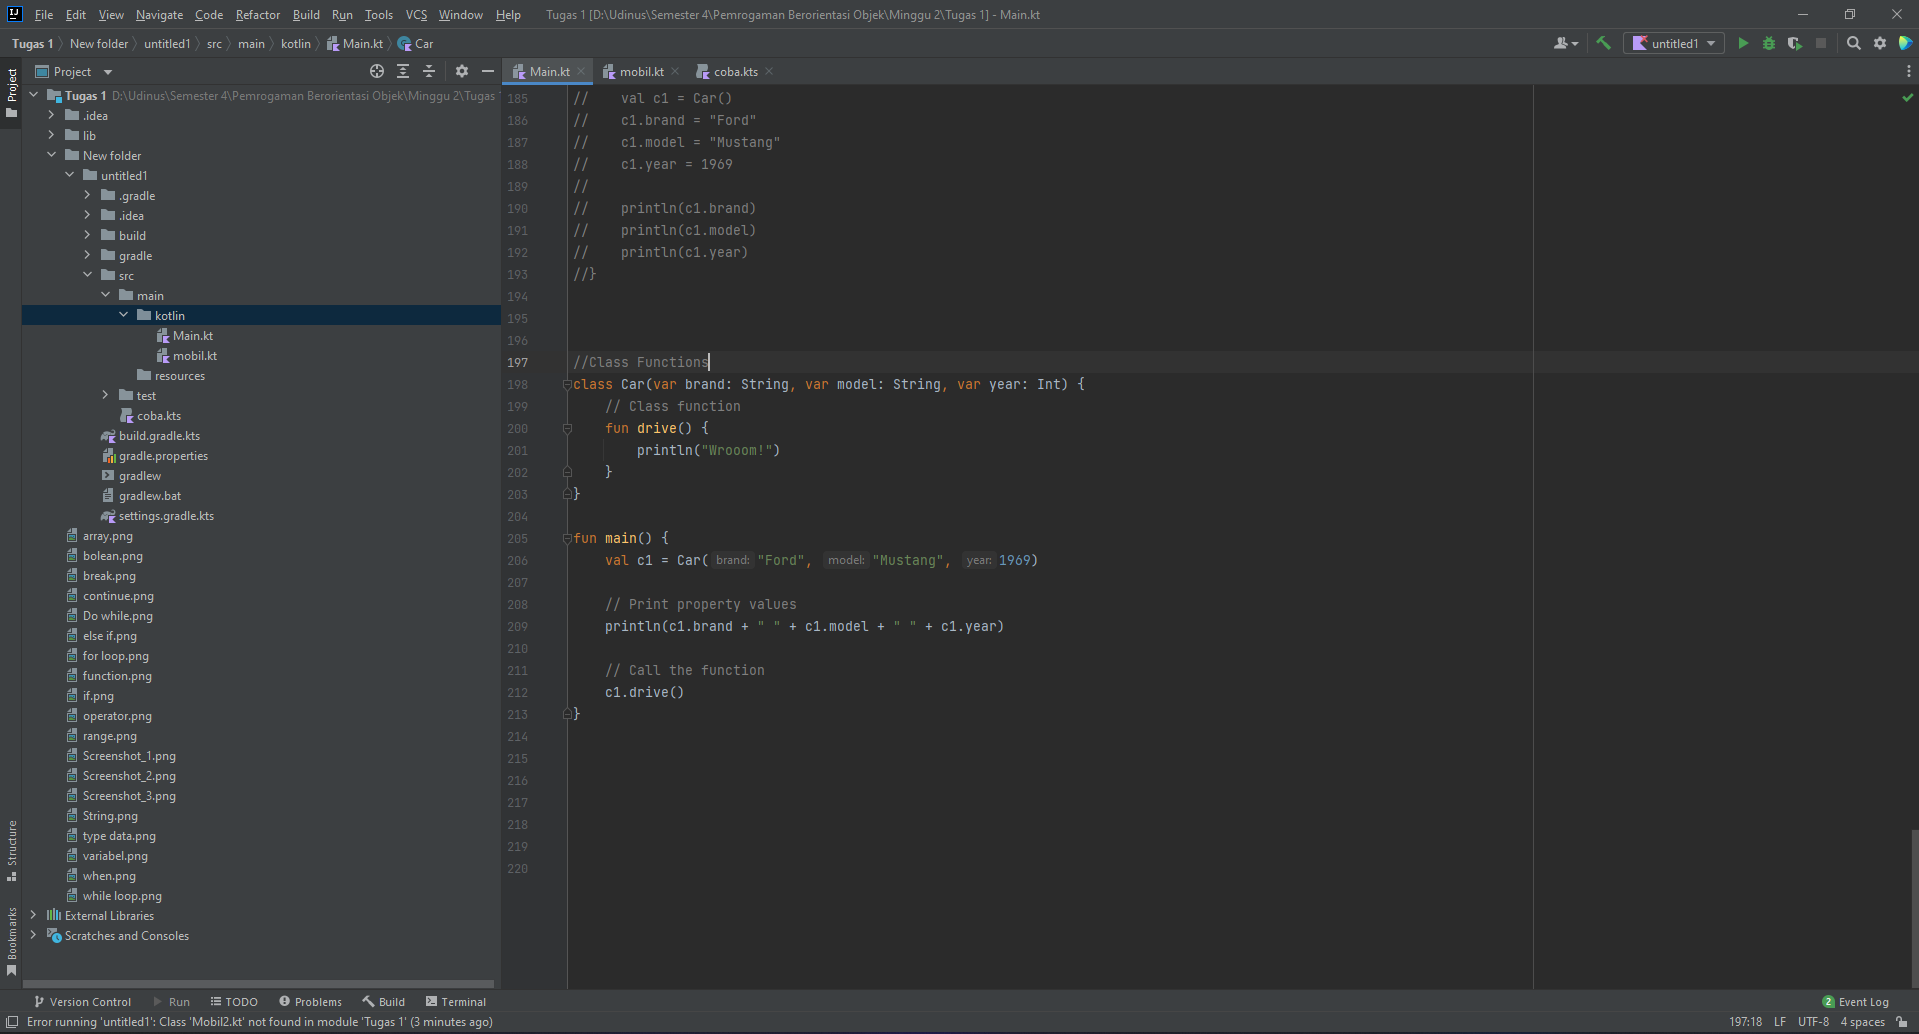 File Edit View Navigate Code Refactor Build Run Tools VCS Window Help Tugas 1 [D:\Udinus\Semester 4\Pemrogaman Berorientasi Objek\Minggu 2\Tugas 1] - Main.kt
Tugas 1 New folder untitled1 src main kotlin Main.kt Car untitled1
Project
Project
Main.kt mobil.kt coba.kts
Tugas 1 D:\Udinus\Semester 4\Pemrogaman Berorientasi Objek\Minggu 2\Tugas
.idea
lib
New folder
untitled1
.gradle
.idea
build
gradle
src
main
kotlin
Main.kt
mobil.kt
resources
test
coba.kts
build.gradle.kts
gradle.properties
gradlew
gradlew.bat
settings.gradle.kts
array.png
bolean.png
break.png
continue.png
Do while.png
else if.png
for loop.png
function.png
if.png
operator.png
range.png
Screenshot_1.png
Screenshot_2.png
Screenshot_3.png
String.png
type data.png
variabel.png
when.png
while loop.png
External Libraries
Scratches and Consoles
Structure
Bookmarks
185 // val c1 = Car()
186 // c1.brand = "Ford"
187 // c1.model = "Mustang"
188 // c1.year = 1969
189 //
190 // println(c1.brand)
191 // println(c1.model)
192 // println(c1.year)
193 //}
194
195
196
197 //Class Functions
198 class Car(var brand: String, var model: String, var year: Int) {
199 // Class function
200 fun drive() {
201 println("Wrooom!")
202 }
203 }
204
205 fun main() {
206 val c1 = Car( brand: "Ford", model: "Mustang", year: 1969)
207
208 // Print property values
209 println(c1.brand + " " + c1.model + " " + c1.year)
210
211 // Call the function
212 c1.drive()
213 }
214
215
216
217
218
219
220
Version Control Run TODO Problems Build Terminal 2 Event Log
Error running 'untitled1': Class 'Mobil2.kt' not found in module 'Tugas 1' (3 minutes ago) 197:18 LF UTF-8 4 spaces